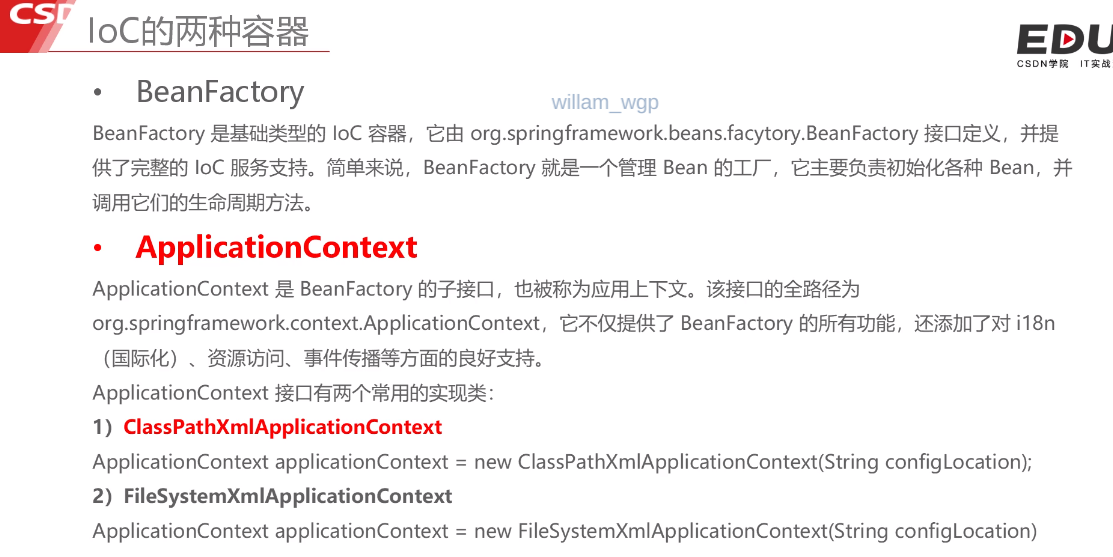 CSD
IoC的两种容器
EDU
CSDN学院 IT实战
• BeanFactory
willam_wgp
BeanFactory 是基础类型的 IoC 容器，它由 org.springframework.beans.facytory.BeanFactory 接口定义，并提
供了完整的 IoC 服务支持。简单来说，BeanFactory 就是一个管理 Bean 的工厂，它主要负责初始化各种 Bean，并
调用它们的生命周期方法。
• ApplicationContext
ApplicationContext 是 BeanFactory 的子接口，也被称为应用上下文。该接口的全路径为
org.springframework.context.ApplicationContext，它不仅提供了 BeanFactory 的所有功能，还添加了对 i18n
（国际化）、资源访问、事件传播等方面的良好支持。
ApplicationContext 接口有两个常用的实现类：
1）ClassPathXmlApplicationContext
ApplicationContext applicationContext = new ClassPathXmlApplicationContext(String configLocation);
2）FileSystemXmlApplicationContext
ApplicationContext applicationContext = new FileSystemXmlApplicationContext(String configLocation)